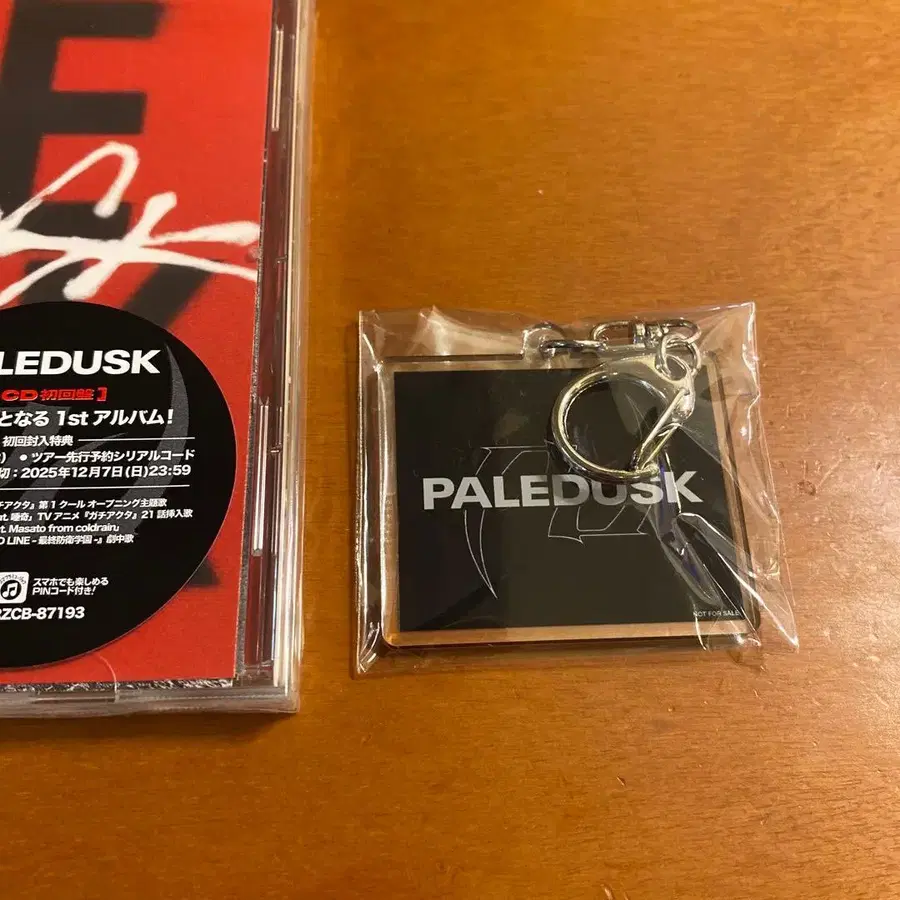 LEDUSK
CD 初回盤】
となる 1st アルバム!
初回封入特典
● ツアー先行予約シリアルコード
切:2025年12月7日(日)23:59
チアクタ』第1クール オープニング主題歌
at. 睡奇」TVアニメ『ガチアクタ』21話挿入歌
t. Masato from coldrain」
D LINE -最終防衛学園-』劇中歌
スマホでも楽しめる
PINコード付き!
ZCB-87193
PALEDUSK
NOT FOR SALE